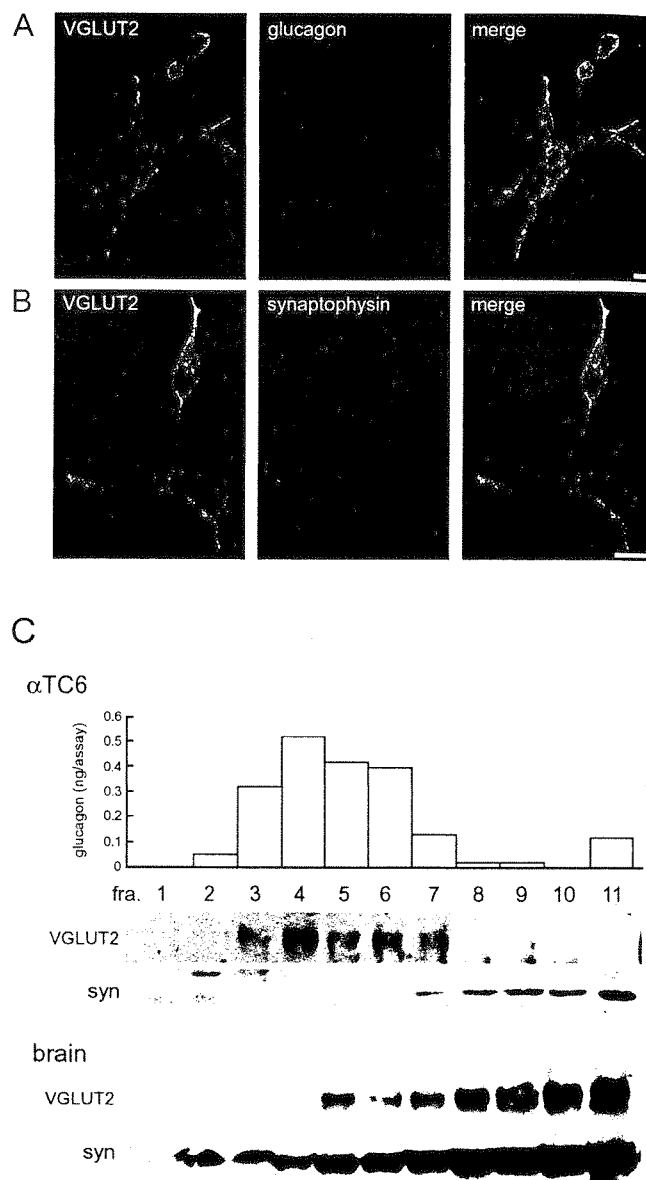 A
VGLUT2 glucagon merge
B
VGLUT2 synaptophysin merge
C
αTC6
glucagon (ng/assay)
0.6
0.5
0.4
0.3
0.2
0.1
0
fra. 1 2 3 4 5 6 7 8 9 10 11
VGLUT2
syn
brain
VGLUT2
syn